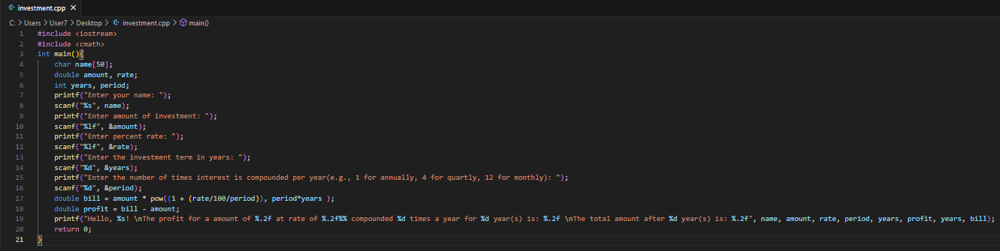 investment.cpp ×
C: > Users > User7 > Desktop > investment.cpp > main()
1 #include <iostream>
2 #include <cmath>
3 int main(){
4 char name[50];
5 double amount, rate;
6 int years, period;
7 printf("Enter your name: ");
8 scanf("%s", name);
9 printf("Enter amount of investment: ");
10 scanf("%lf", &amount);
11 printf("Enter percent rate: ");
12 scanf("%lf", &rate);
13 printf("Enter the investment term in years: ");
14 scanf("%d", &years);
15 printf("Enter the number of times interest is compounded per year(e.g., 1 for annually, 4 for quartly, 12 for monthly): ");
16 scanf("%d", &period);
17 double bill = amount * pow((1 + (rate/100/period)), period*years );
18 double profit = bill - amount;
19 printf("Hello, %s! \nThe profit for a amount of %.2f at rate of %.2f%% compounded %d times a year for %d year(s) is: %.2f \nThe total amount after %d year(s) is: %.2f", name, amount, rate, period, years, profit, years, bill);
20 return 0;
21 }